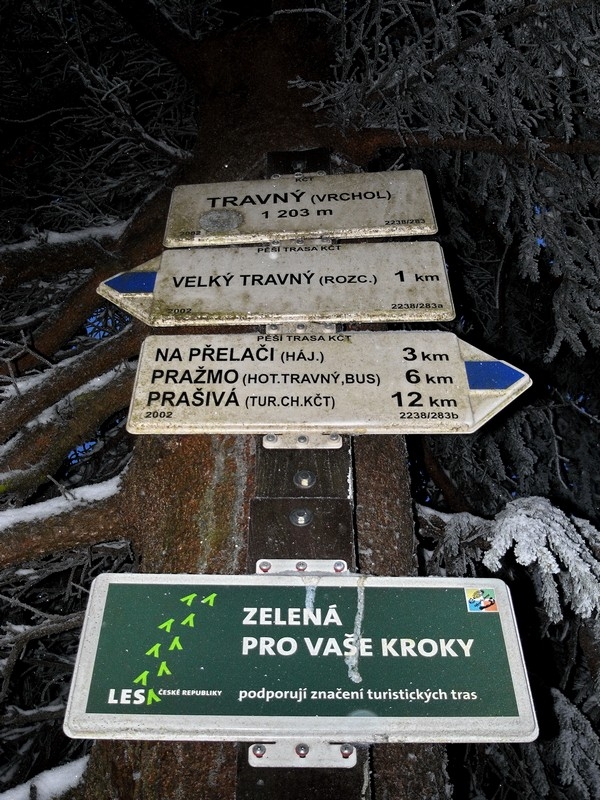 KČT
TRAVNÝ (VRCHOL)
1 203 m
2002 2238/283
PĚŠÍ TRASA KČT
VELKÝ TRAVNÝ (ROZC.) 1 km
2002 2238/283a
PĚŠÍ TRASA KČT
NA PŘELAČI (HÁJ.) 3 km
PRAŽMO (HOT.TRAVNÝ,BUS) 6 km
PRAŠIVÁ (TUR.CH.KČT) 12 km
2002 2238/283b
ZELENÁ
PRO VAŠE KROKY
LESY ČESKÉ REPUBLIKY podporují značení turistických tras